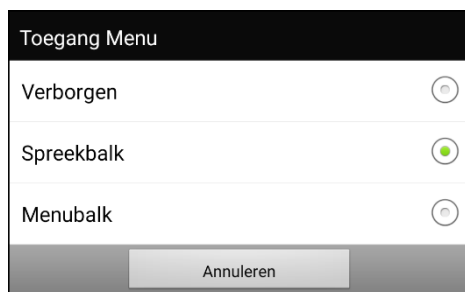 Toegang Menu
Verborgen
Spreekbalk
Menubalk
Annuleren